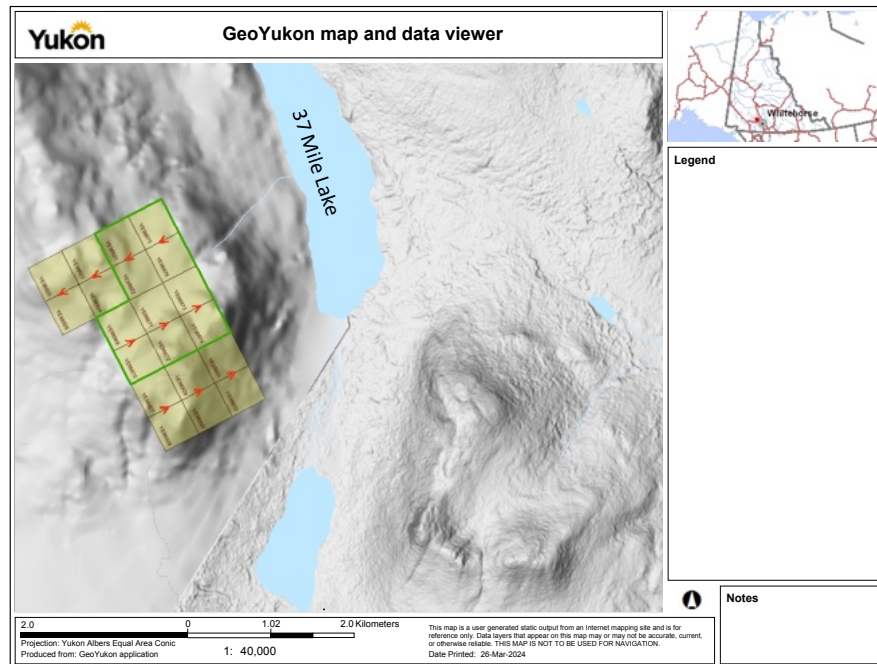 Yukon
GeoYukon map and data viewer
Whitehorse
37 Mile Lake
Legend
Notes
2.0 0 1.02 2.0 Kilometers
Projection: Yukon Albers Equal Area Conic
Produced from: GeoYukon application
1: 40,000
This map is a user generated static output from an Internet mapping site and is for
reference only. Data layers that appear on this map may or may not be accurate, current,
or otherwise reliable. THIS MAP IS NOT TO BE USED FOR NAVIGATION.
Date Printed: 26-Mar-2024